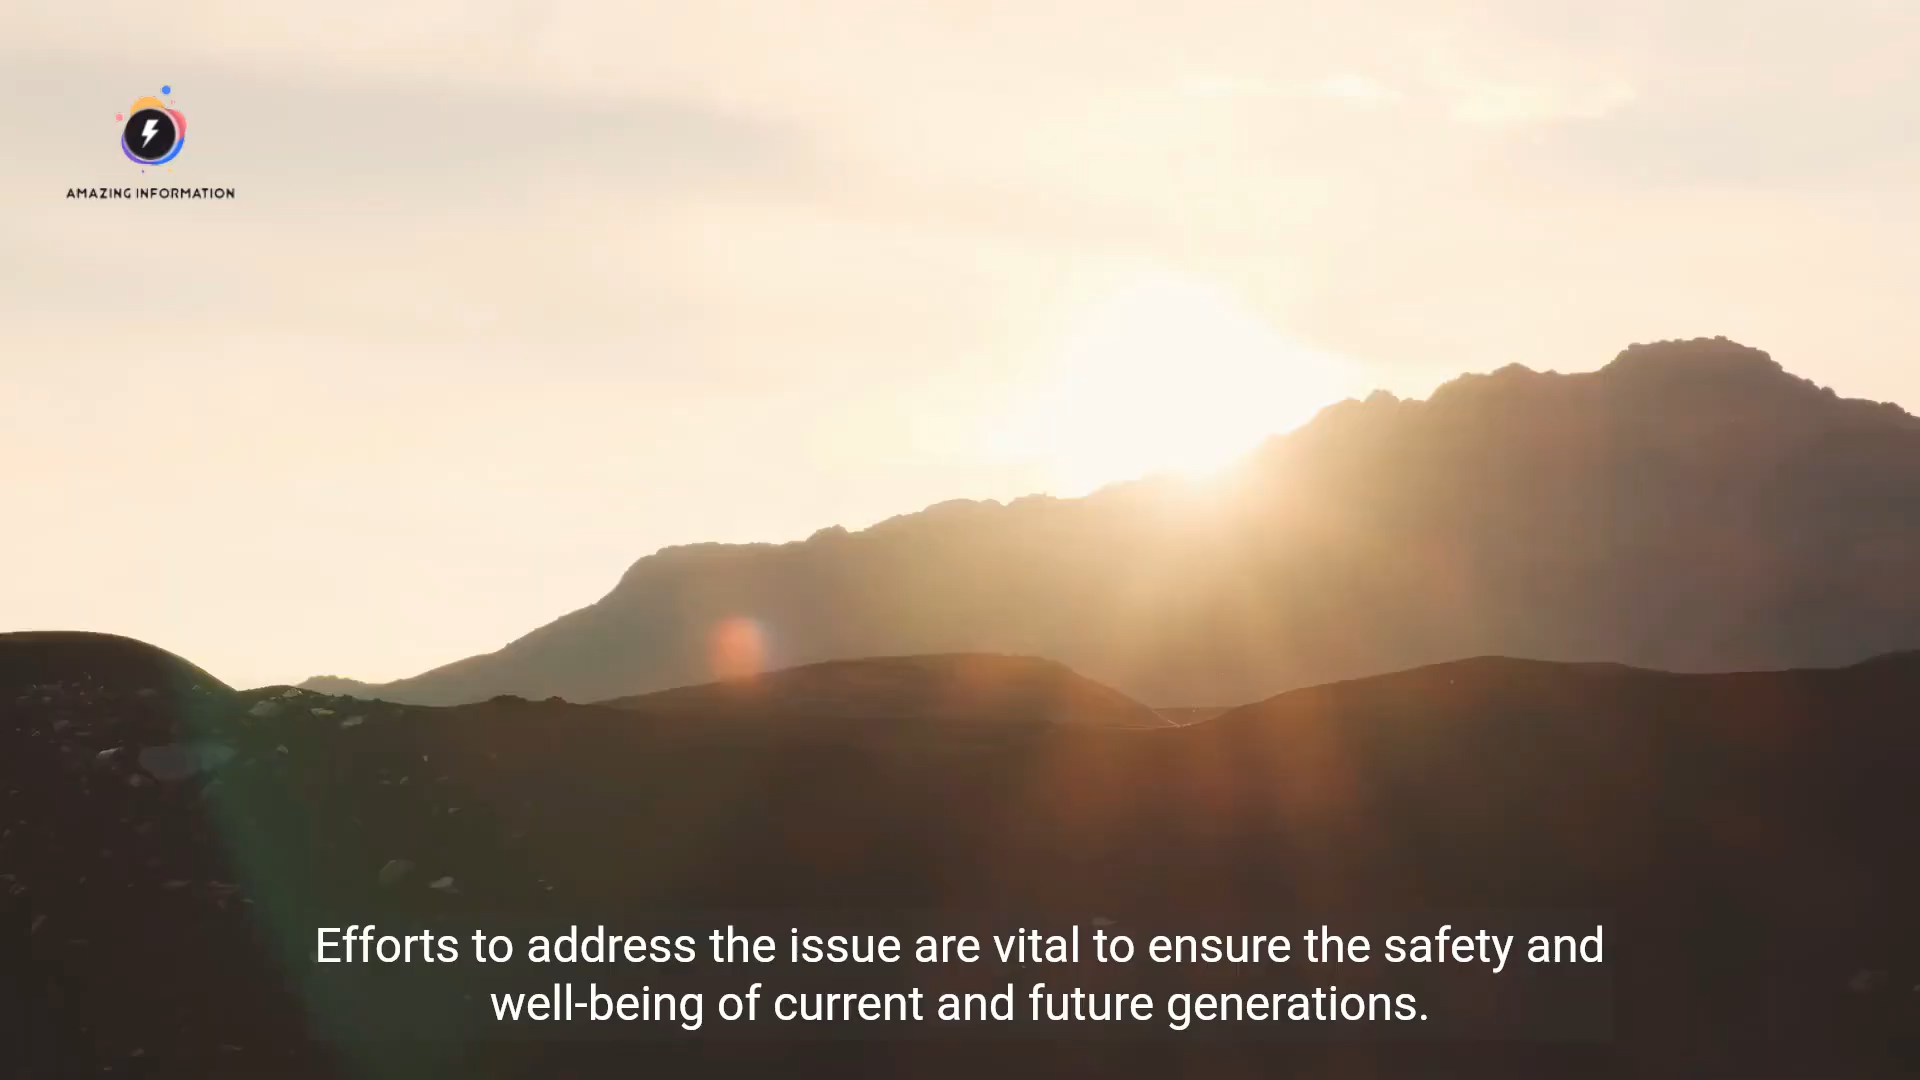 AMAZING INFORMATION
Efforts to address the issue are vital to ensure the safety and
well-being of current and future generations.